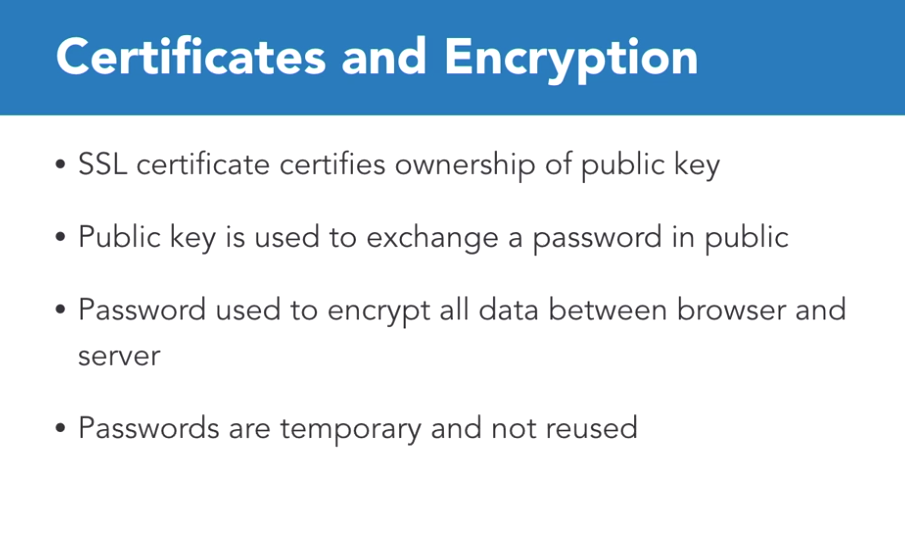 Certificates and Encryption
• SSL certificate certifies ownership of public key
• Public key is used to exchange a password in public
• Password used to encrypt all data between browser and
server
• Passwords are temporary and not reused